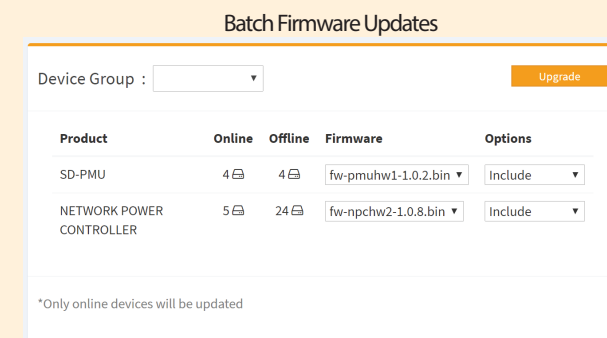 Batch Firmware Updates
Device Group :
Upgrade
Product Online Offline Firmware Options
SD-PMU 4 4 fw-pmuhw1-1.0.2.bin Include
NETWORK POWER 5 24 fw-npchw2-1.0.8.bin Include
CONTROLLER
*Only online devices will be updated